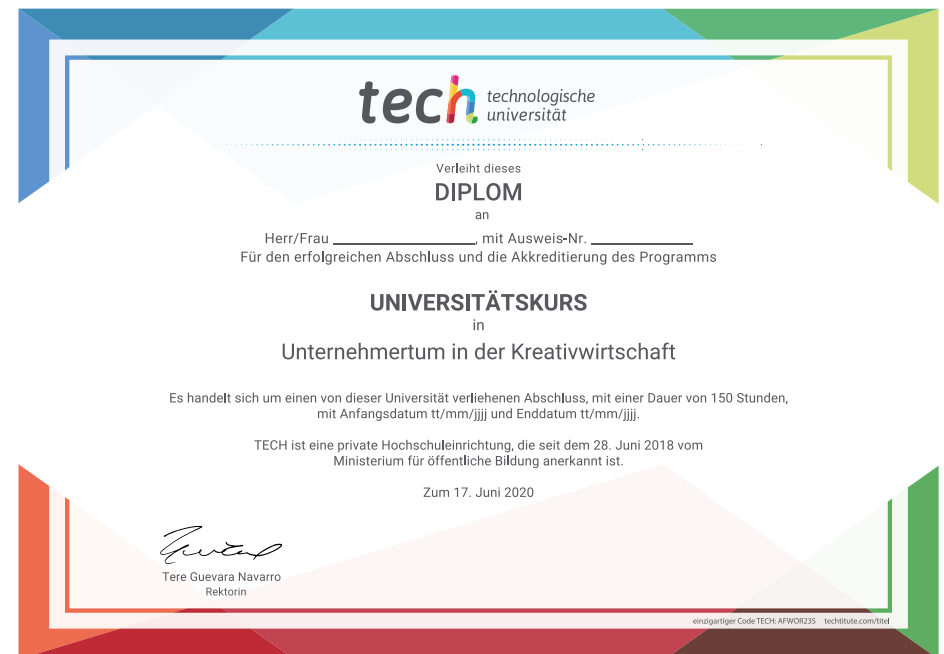 tech technologische
universität
Verleiht dieses
DIPLOM
an
Herr/Frau ____________, mit Ausweis-Nr. ____________
Für den erfolgreichen Abschluss und die Akkreditierung des Programms
UNIVERSITÄTSKURS
in
Unternehmertum in der Kreativwirtschaft
Es handelt sich um einen von dieser Universität verliehenen Abschluss, mit einer Dauer von 150 Stunden,
mit Anfangsdatum tt/mm/jjjj und Enddatum tt/mm/jjjj.
TECH ist eine private Hochschuleinrichtung, die seit dem 28. Juni 2018 vom
Ministerium für öffentliche Bildung anerkannt ist.
Zum 17. Juni 2020
Tere Guevara Navarro
Rektorin
einzigartiger Code TECH: AFWOR23S techtitute.com/titel